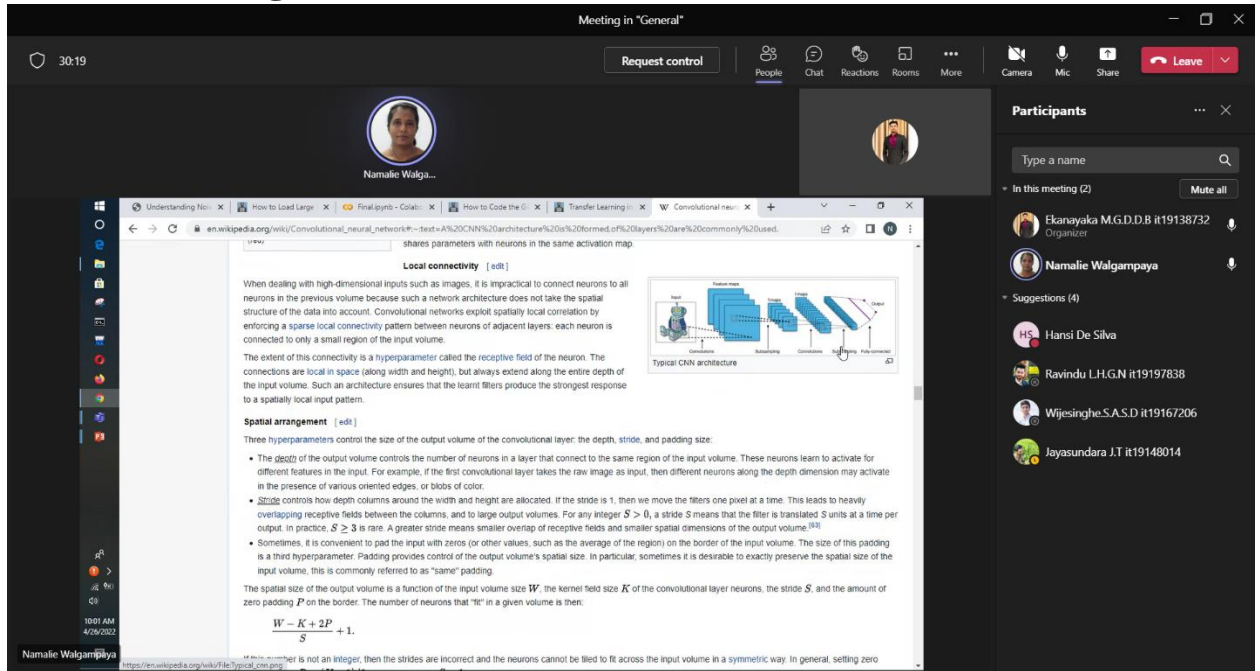 Meeting in "General"
30:19
Request control
People
Chat
Reactions
Rooms
More
Camera
Mic
Share
Leave
Namalie Walga...
Participants
Type a name
In this meeting (2)
Mute all
Ekanayaka M.G.D.D.B it19138732
Organizer
Namalie Walgampaya
Suggestions (4)
HS
Hansi De Silva
Ravindu L.H.G.N it19197838
Wijesinghe.S.A.S.D it19167206
Jayasundara J.T it19148014
Understanding No
How to Load Large
Final.ipynb - Colab
How to Code the G
Transfer Learning in
Convolutional neur
en.wikipedia.org/wiki/Convolutional_neural_network#:~:text=A%20CNN%20architecture%20is%20formed,of%20layers%20are%20commonly%20used.
shares parameters with neurons in the same activation map.
Local connectivity [edit]
When dealing with high-dimensional inputs such as images, it is impractical to connect neurons to all
neurons in the previous volume because such a network architecture does not take the spatial
structure of the data into account. Convolutional networks exploit spatially local correlation by
enforcing a sparse local connectivity pattern between neurons of adjacent layers: each neuron is
connected to only a small region of the input volume.
The extent of this connectivity is a hyperparameter called the receptive field of the neuron. The
connections are local in space (along width and height), but always extend along the entire depth of
the input volume. Such an architecture ensures that the learnt filters produce the strongest response
to a spatially local input pattern.
Input
Feature maps
f.maps
f.maps
Output
Convolutions
Subsampling
Convolutions
Fully connected
Typical CNN architecture
Spatial arrangement [edit]
Three hyperparameters control the size of the output volume of the convolutional layer: the depth, stride, and padding size:
• The depth of the output volume controls the number of neurons in a layer that connect to the same region of the input volume. These neurons learn to activate for
different features in the input. For example, if the first convolutional layer takes the raw image as input, then different neurons along the depth dimension may activate
in the presence of various oriented edges, or blobs of color.
• Stride controls how depth columns around the width and height are allocated. If the stride is 1, then we move the filters one pixel at a time. This leads to heavily
overlapping receptive fields between the columns, and to large output volumes. For any integer S > 0, a stride S means that the filter is translated S units at a time per
output. In practice, S ≥ 3 is rare. A greater stride means smaller overlap of receptive fields and smaller spatial dimensions of the output volume.[63]
• Sometimes, it is convenient to pad the input with zeros (or other values, such as the average of the region) on the border of the input volume. The size of this padding
is a third hyperparameter. Padding provides control of the output volume's spatial size. In particular, sometimes it is desirable to exactly preserve the spatial size of the
input volume, this is commonly referred to as "same" padding.
The spatial size of the output volume is a function of the input volume size W, the kernel field size K of the convolutional layer neurons, the stride S, and the amount of
zero padding P on the border. The number of neurons that "fit" in a given volume is then:
W − K + 2P
S
+ 1.
number is not an integer, then the strides are incorrect and the neurons cannot be tiled to fit across the input volume in a symmetric way. In general, setting zero
10:01 AM
4/26/2022
Namalie Walgampaya
https://en.wikipedia.org/wiki/File:Typical_cnn.png